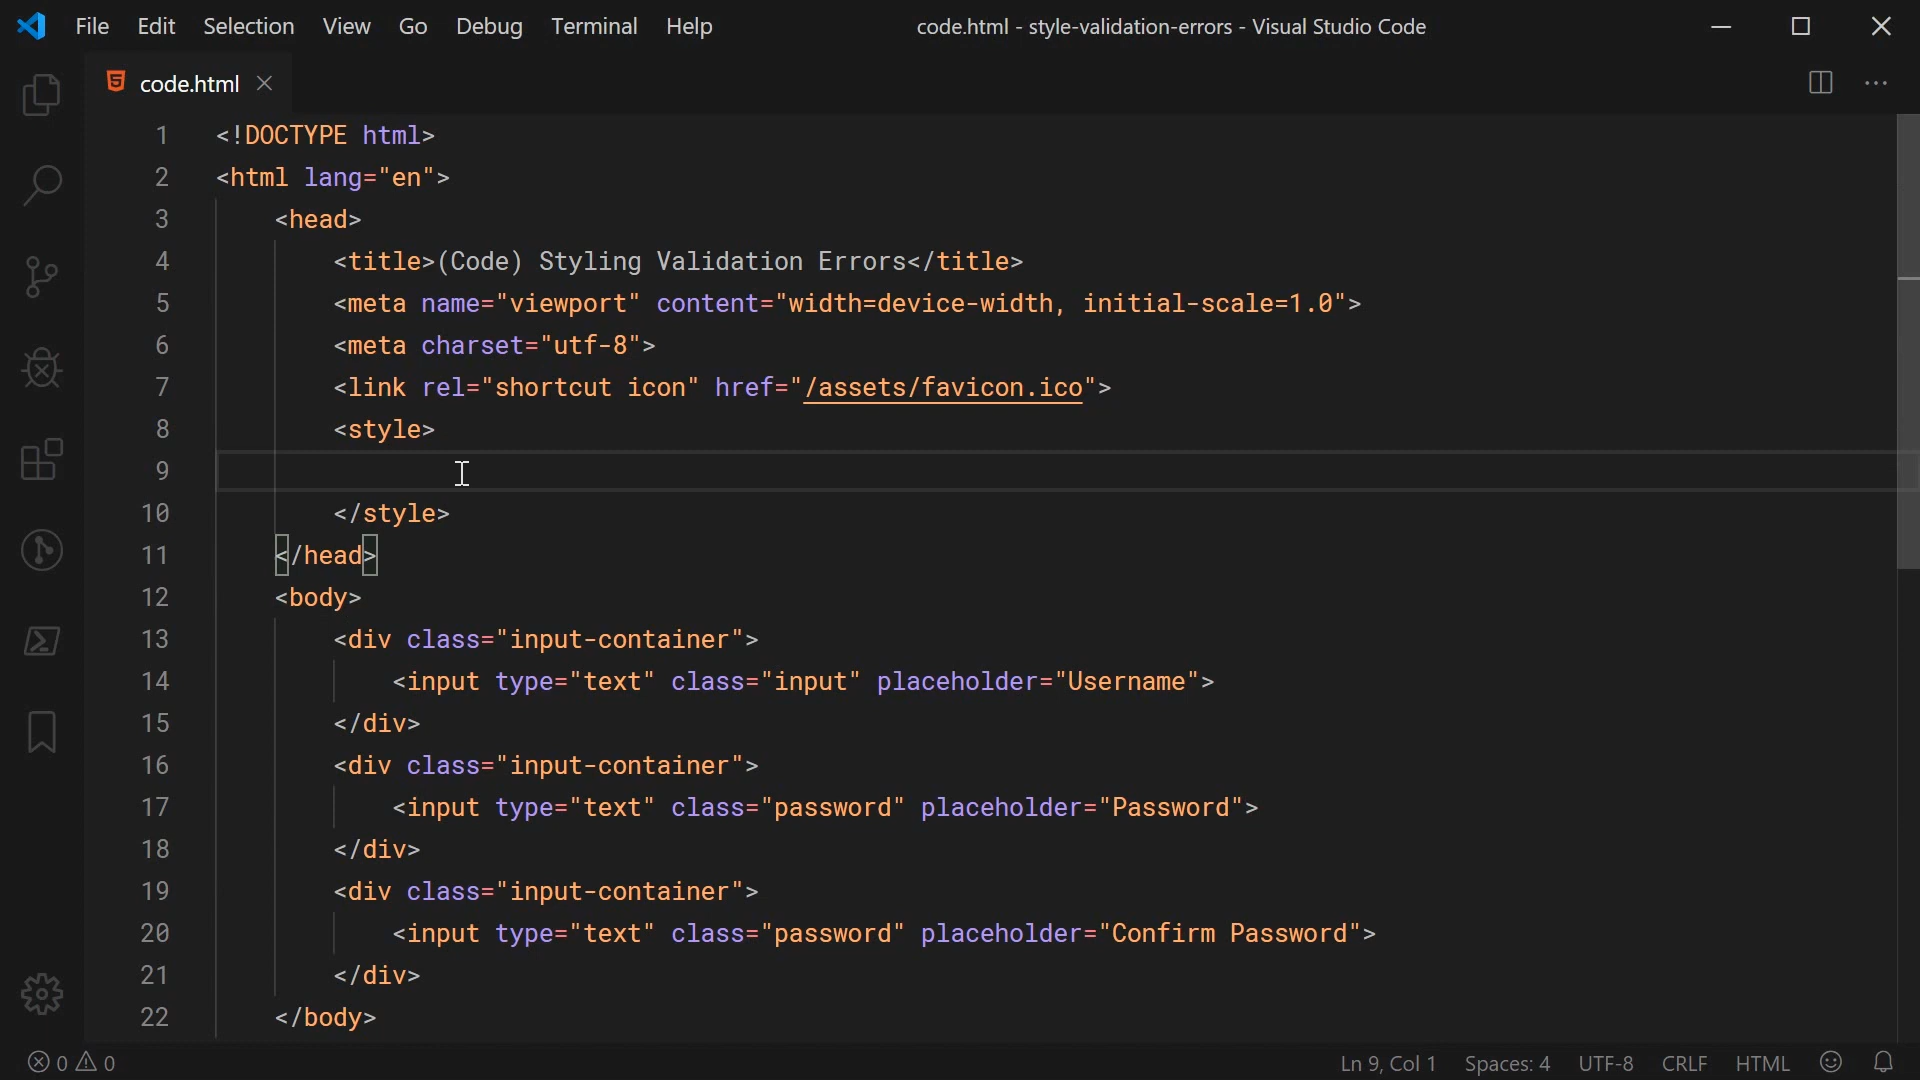 File Edit Selection View Go Debug Terminal Help code.html - style-validation-errors - Visual Studio Code
code.html
1 <!DOCTYPE html>
2 <html lang="en">
3 <head>
4 <title>(Code) Styling Validation Errors</title>
5 <meta name="viewport" content="width=device-width, initial-scale=1.0">
6 <meta charset="utf-8">
7 <link rel="shortcut icon" href="/assets/favicon.ico">
8 <style>
9
10 </style>
11 </head>
12 <body>
13 <div class="input-container">
14 <input type="text" class="input" placeholder="Username">
15 </div>
16 <div class="input-container">
17 <input type="text" class="password" placeholder="Password">
18 </div>
19 <div class="input-container">
20 <input type="text" class="password" placeholder="Confirm Password">
21 </div>
22 </body>
0 0 Ln 9, Col 1 Spaces: 4 UTF-8 CRLF HTML